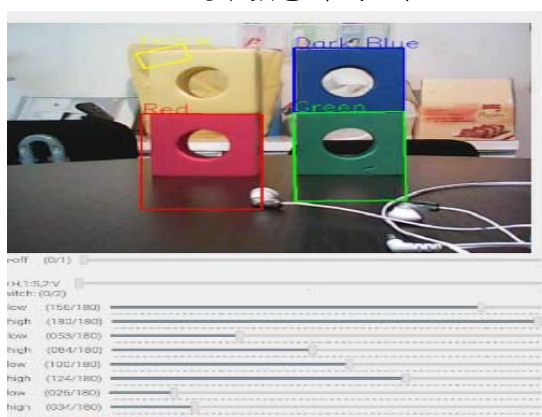 Yellow
Dark Blue
Red
Green
r-off (0/1)
r:H,1:S,2:V
witch: (0/2)
low (156/180)
high (180/180)
low (053/180)
high (084/180)
low (100/180)
high (124/180)
low (026/180)
high (034/180)